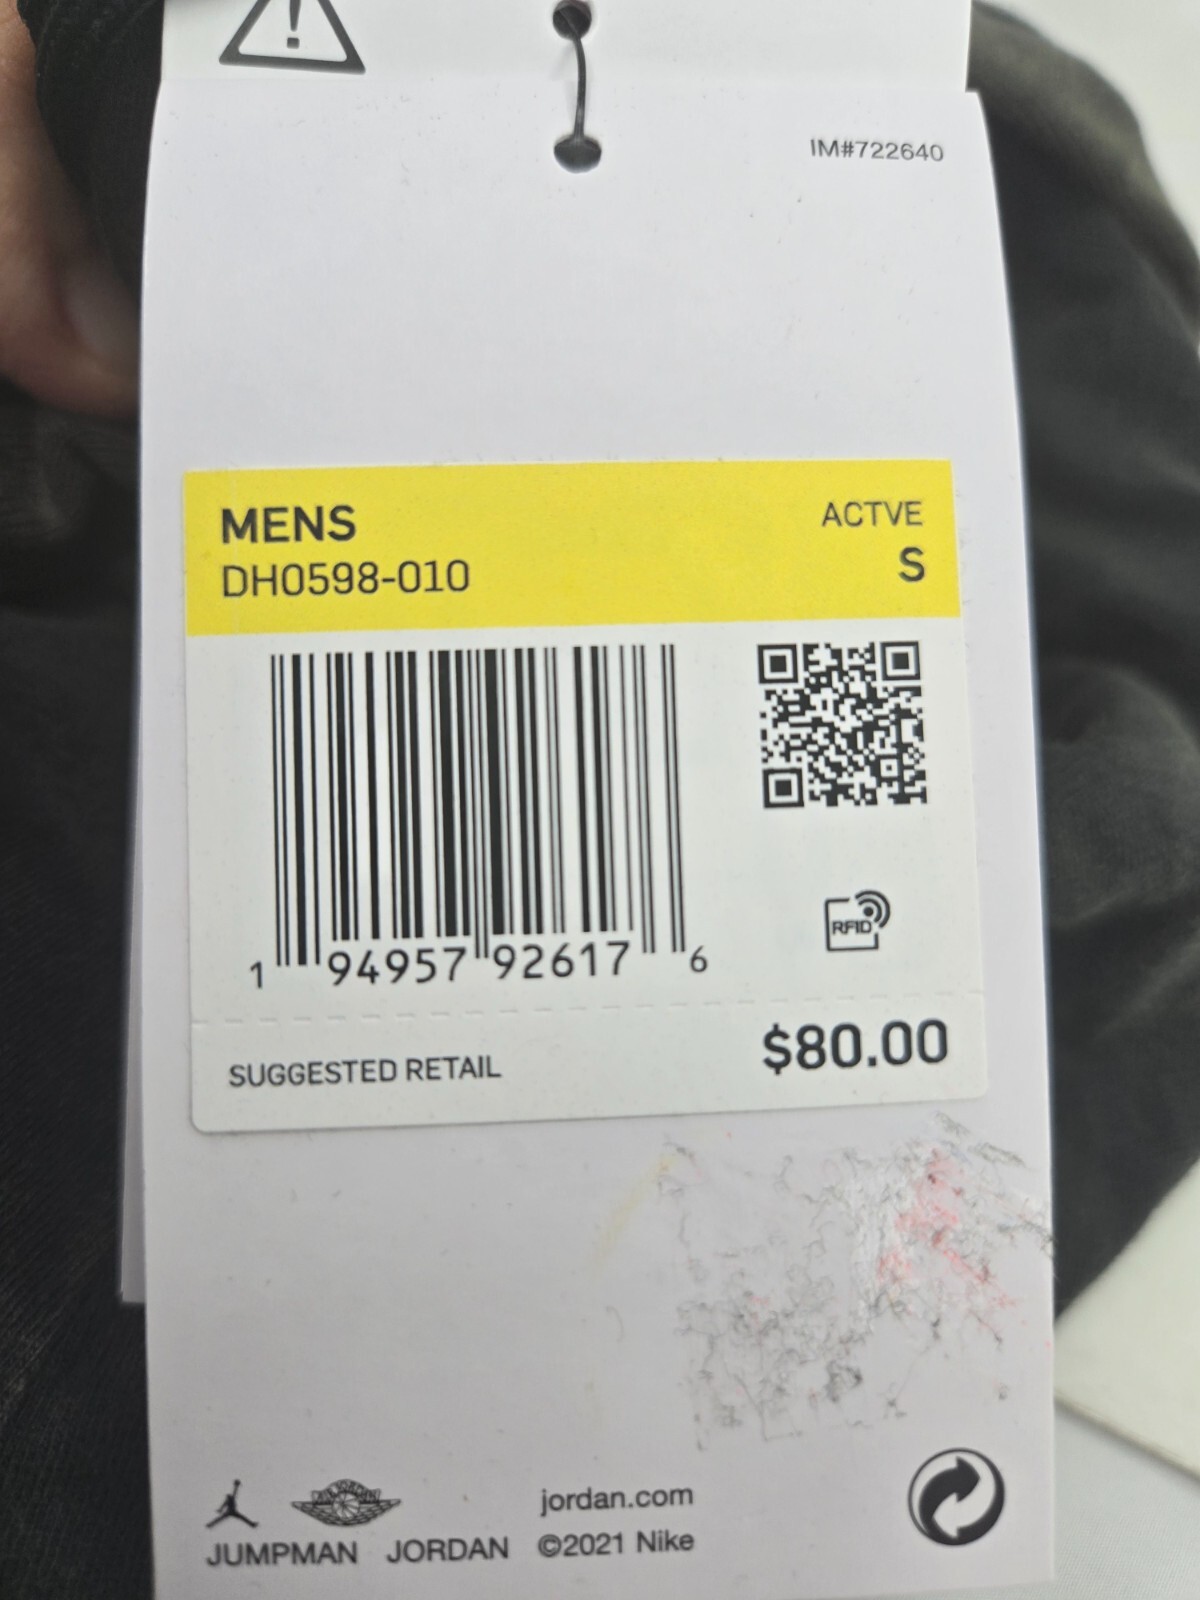 IM#722640
MENS
ACTVE
DH0598-010
S
1 94957 92617 6
RFID
SUGGESTED RETAIL
$80.00
JUMPMAN
JORDAN
jordan.com
©2021 Nike